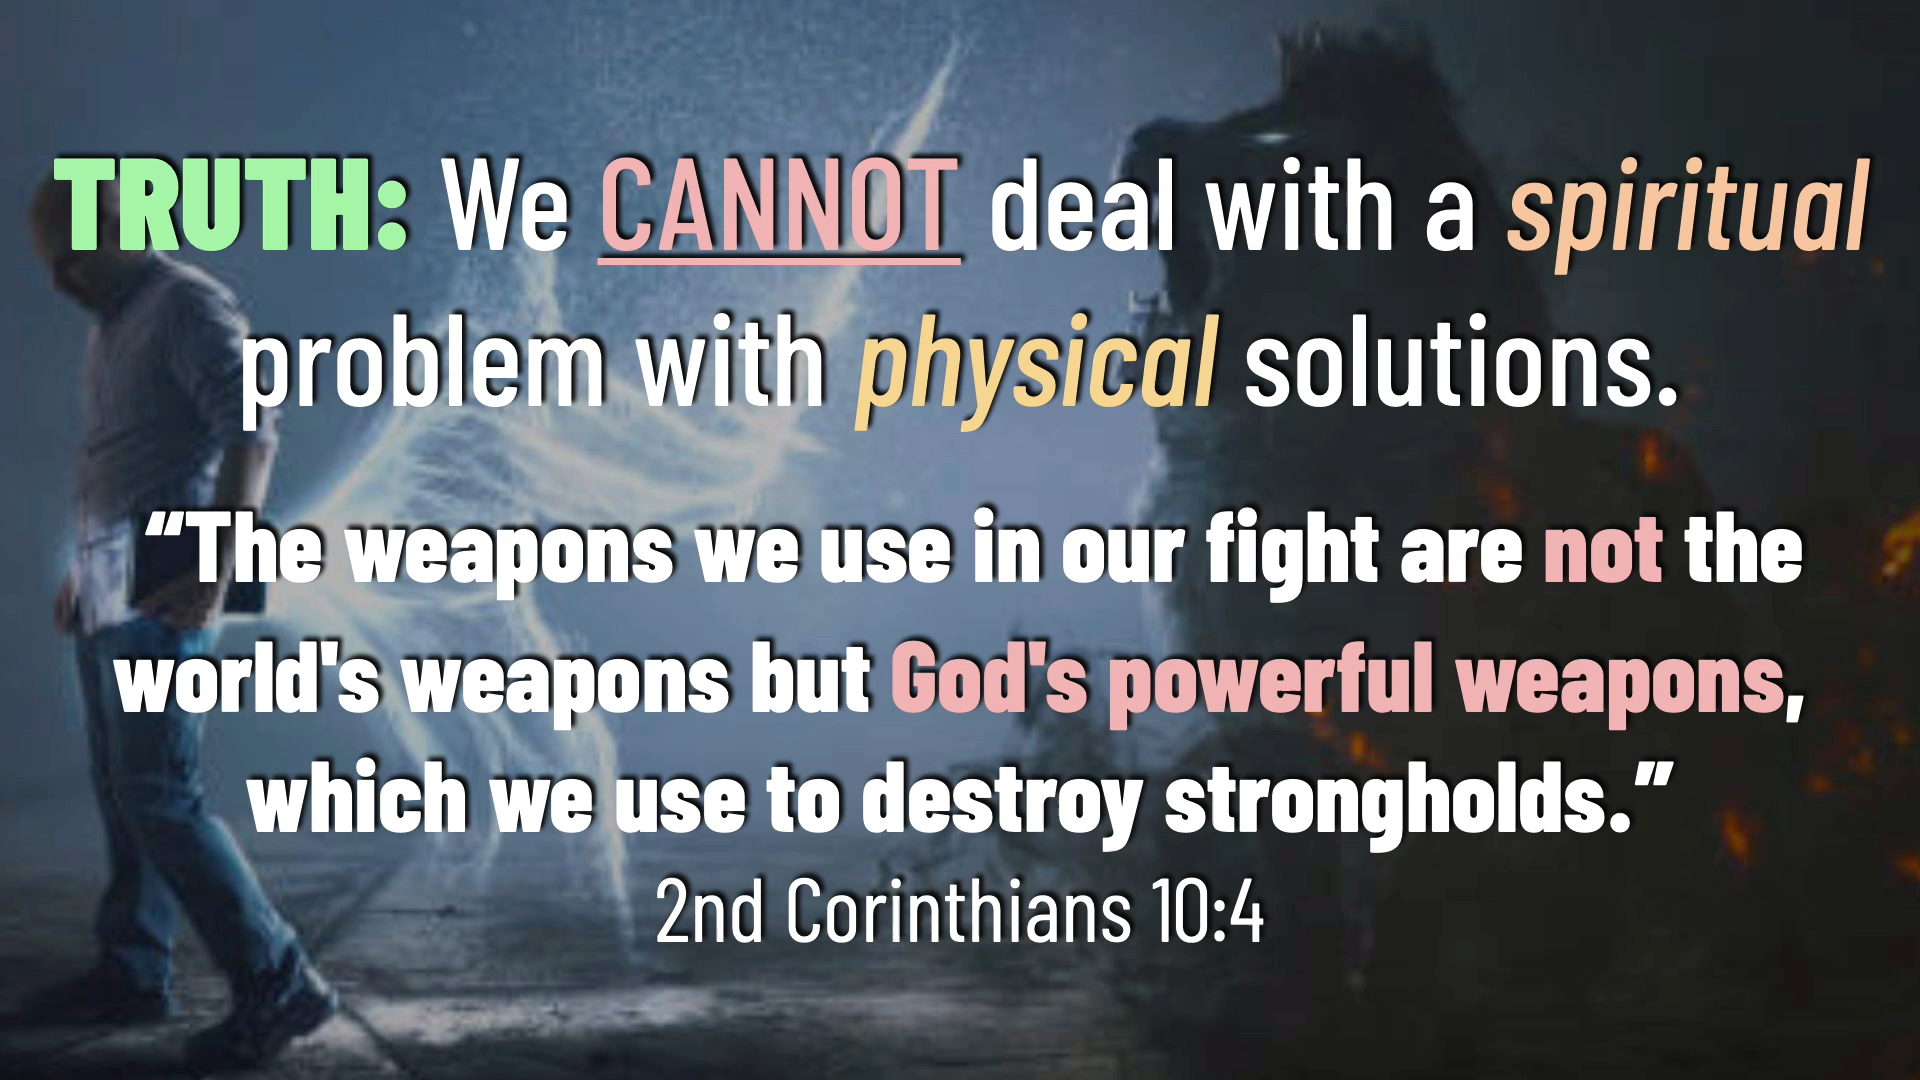 TRUTH: We CANNOT deal with a spiritual
problem with physical solutions.
“The weapons we use in our fight are not the
world's weapons but God's powerful weapons,
which we use to destroy strongholds.”
2nd Corinthians 10:4